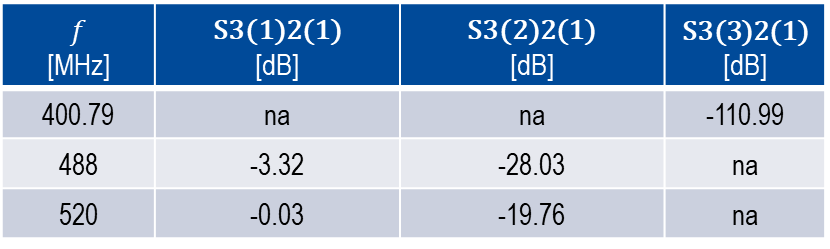 f S3(1)2(1) S3(2)2(1) S3(3)2(1)
[MHz] [dB] [dB] [dB]
400.79 na na -110.99
488 -3.32 -28.03 na
520 -0.03 -19.76 na